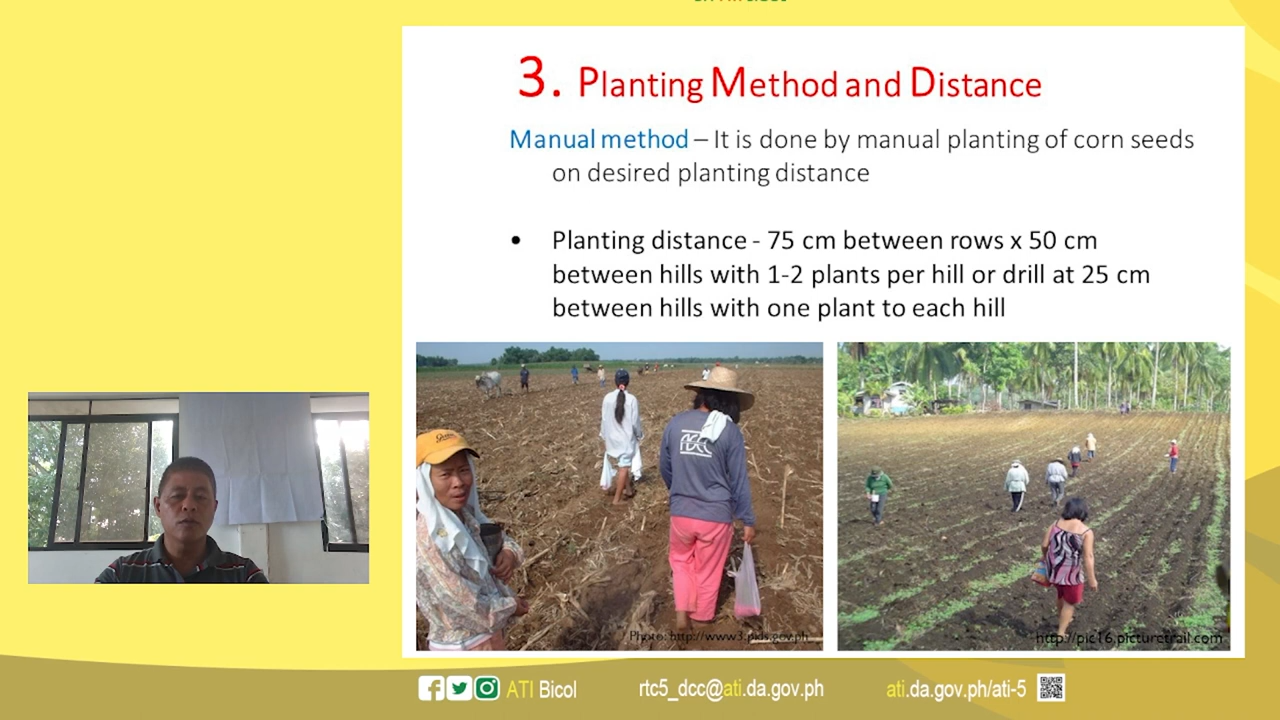 3. Planting Method and Distance
Manual method – It is done by manual planting of corn seeds
on desired planting distance
• Planting distance - 75 cm between rows x 50 cm
between hills with 1-2 plants per hill or drill at 25 cm
between hills with one plant to each hill
Photo: http://www3.pids.gov.ph
http://pic16.picturetrail.com
ATI Bicol
rtc5_dcc@ati.da.gov.ph
ati.da.gov.ph/ati-5